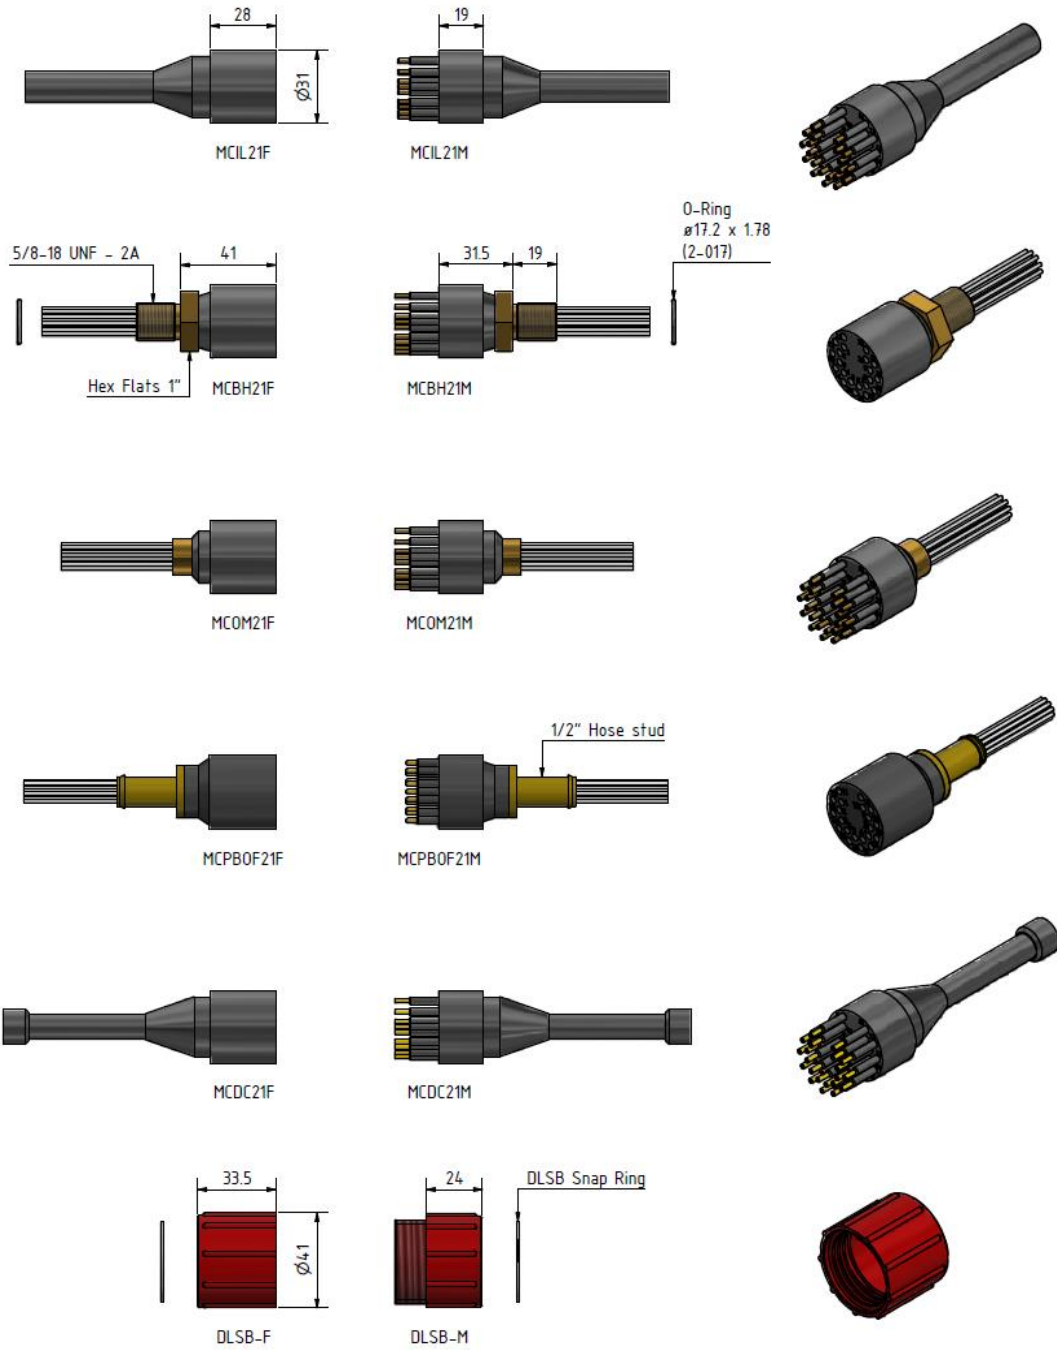 28
19
Ø31
MCIL21F
MCIL21M
O-Ring
ø17.2 x 1.78
(2-017)
5/8-18 UNF - 2A
41
31.5
19
Hex Flats 1"
MCBH21F
MCBH21M
MCOM21F
MCOM21M
1/2" Hose stud
MCPBOF21F
MCPBOF21M
MCDC21F
MCDC21M
33.5
24
DLSB Snap Ring
Ø41
DLSB-F
DLSB-M